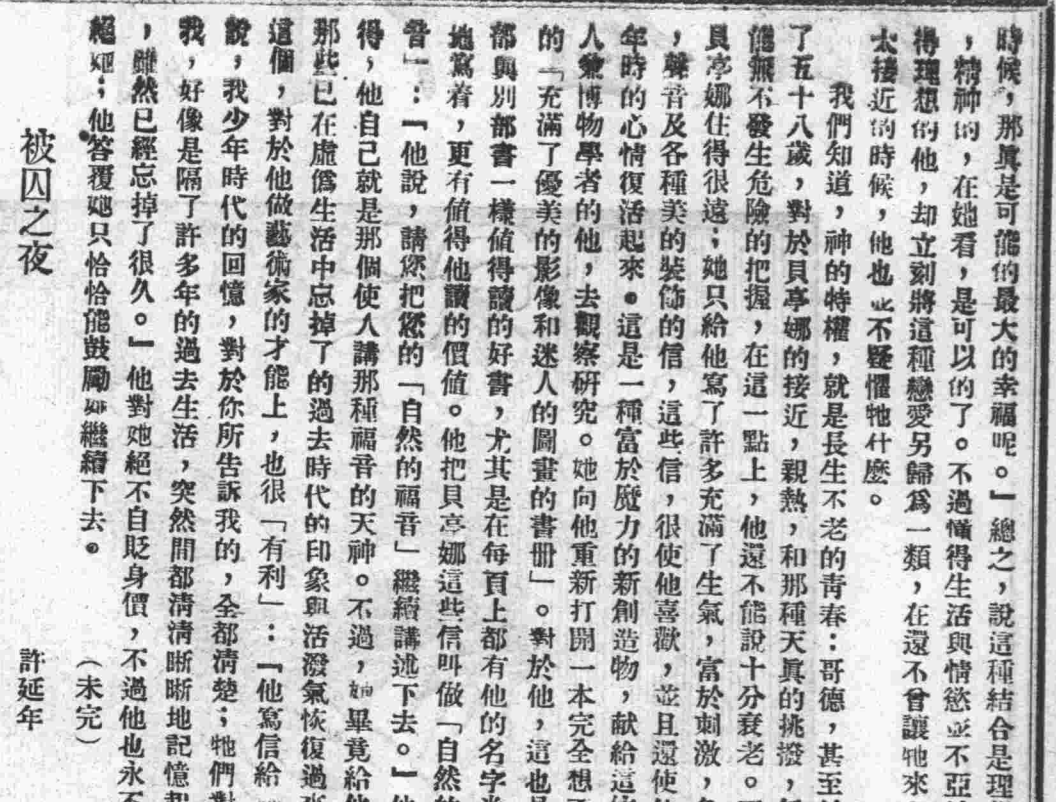 時候，那眞是可能的最大的幸福呢。』總之，說這種結合是理
，精神的，在她看，是可以的了。不過懂得生活與情慾並不亞
得理想的他，却立刻將這種戀愛另歸爲一類，在還不曾讓牠來
太接近的時候，他也並不疑懼牠什麼。
我們知道，神的特權，就是長生不老的青春：哥德，甚至
了五十八歲，對於貝亭娜的接近，親熱，和那種天眞的挑撥，
能無不發生危險的把握，在這一點上，他還不能說十分衰老。
貝亭娜住得很遠；她只給他寫了許多充滿了生氣，富於刺激，
，聲音及各種美的裝飾的信，這些信，很使他喜歡，並且還使
年時的心情復活起來。這是一種富於魔力的新創造物，献給這
人兼博物學者的他，去觀察研究。她向他重新打開一本完全想
的「充滿了優美的影像和迷人的圖畫的書册」。對於他，這也是
部與別部書一樣値得讀的好書，尤其是在每頁上都有他的名字
地寫着，更有値得他讀的價値。他把貝亭娜這些信叫做「自然的
音」：『他說，請您把您的「自然的福音」繼續講述下去。』
得，他自己就是那個使人講那種福音的天神。不過，她畢竟給他
那些已在虛僞生活中忘掉了的過去時代的印象與活潑氣恢復過來
這個，對於他做藝術家的才能上，也很「有利」：『他寫信給
說，我少年時代的回憶，對於你所告訴我的，全都清楚；牠們對
我，好像是隔了許多年的過去生活，突然間都清清晰晰地記憶起
，雖然已經忘掉了很久。』他對她絕不自貶身價，不過他也永不
絕她；他答覆她只恰恰能鼓勵她繼續下去。
（未完）
被囚之夜
許延年